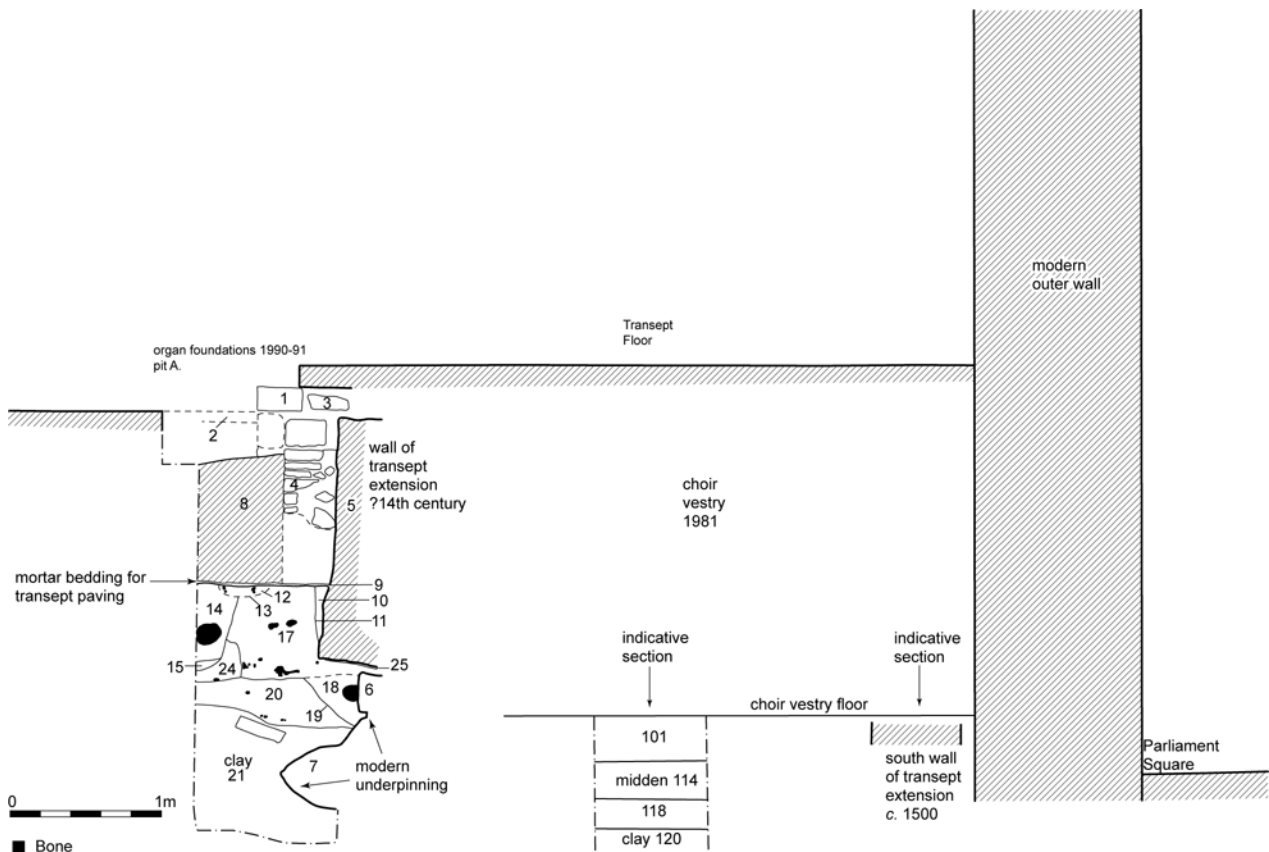 modern
outer wall
Transept
Floor
organ foundations 1990-91
pit A.
1
3
2
wall of
transept
extension
?14th century
4
5
8
choir
vestry
1981
mortar bedding for
transept paving
9
12
10
14
13
11
17
15
24
25
18
6
20
19
indicative
section
indicative
section
choir vestry floor
101
midden 114
118
clay 120
south wall
of transept
extension
c. 1500
Parliament
Square
clay
21
7
modern
underpinning
0
1m
Bone